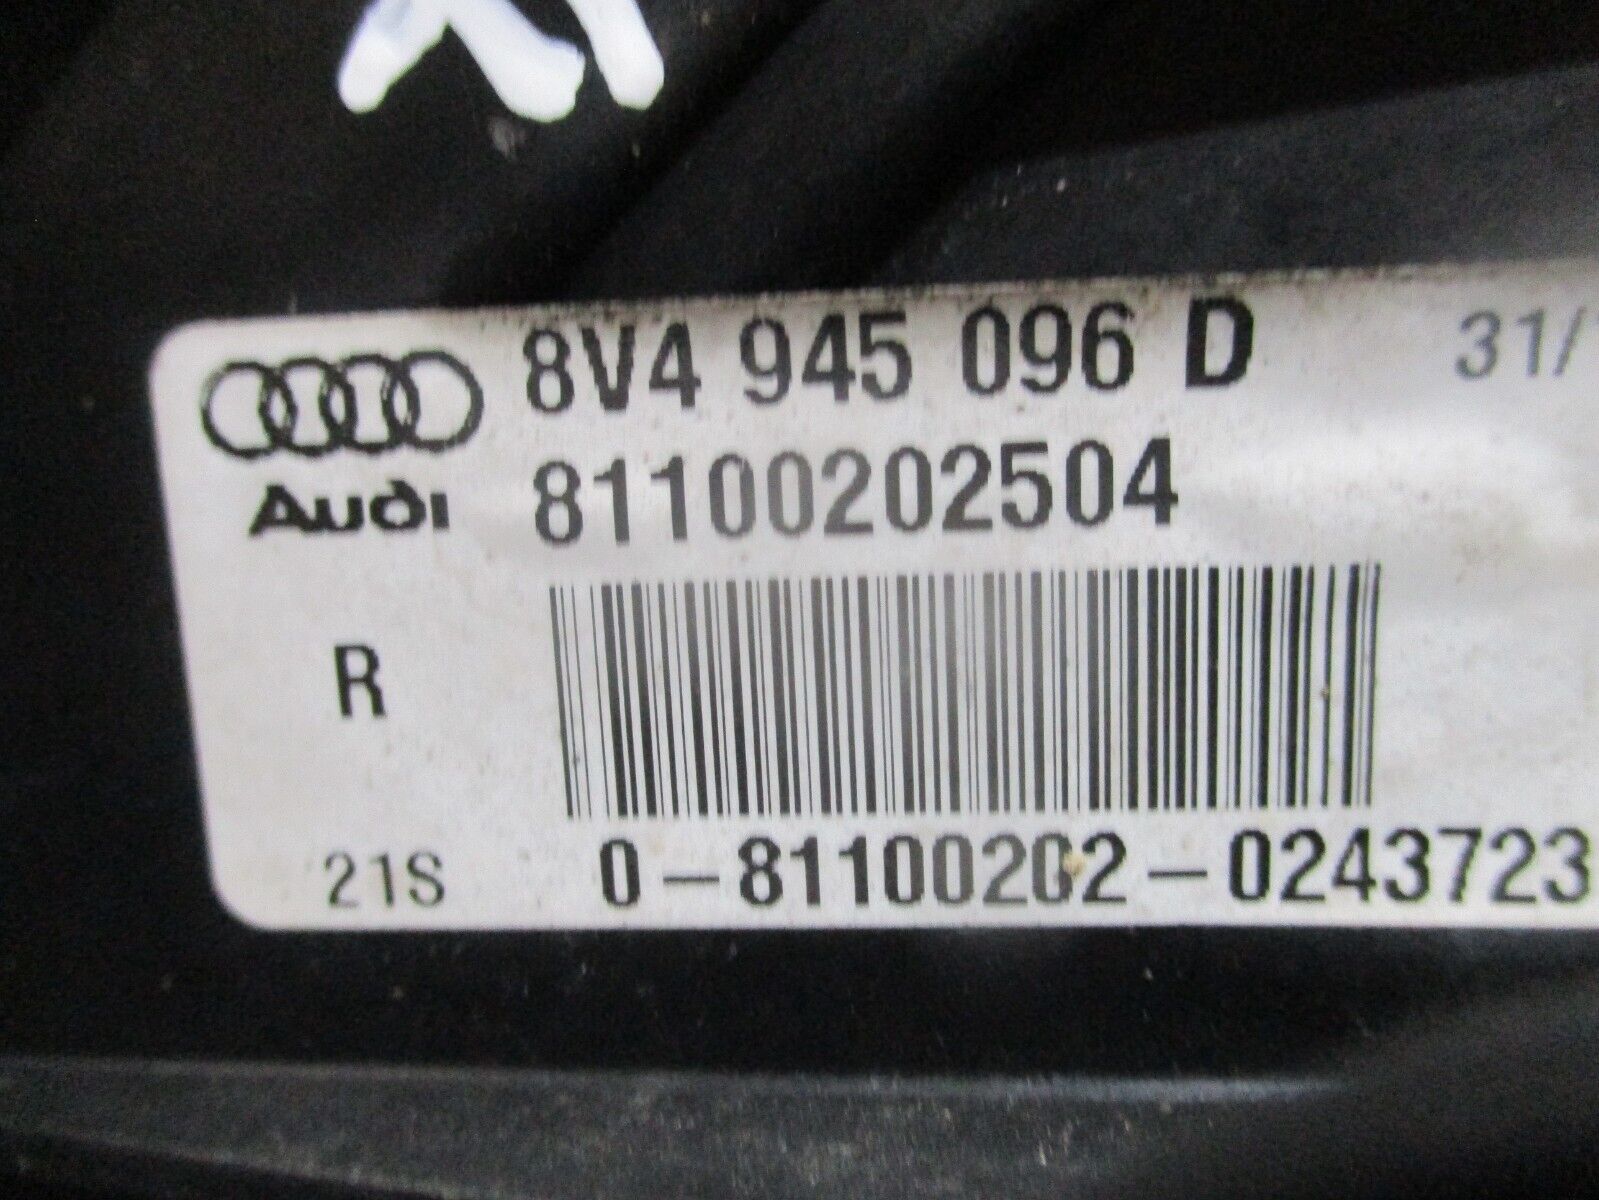 8V4 945 096 D 31/
Audi 81100202504
R
21S 0-81100202-0243723